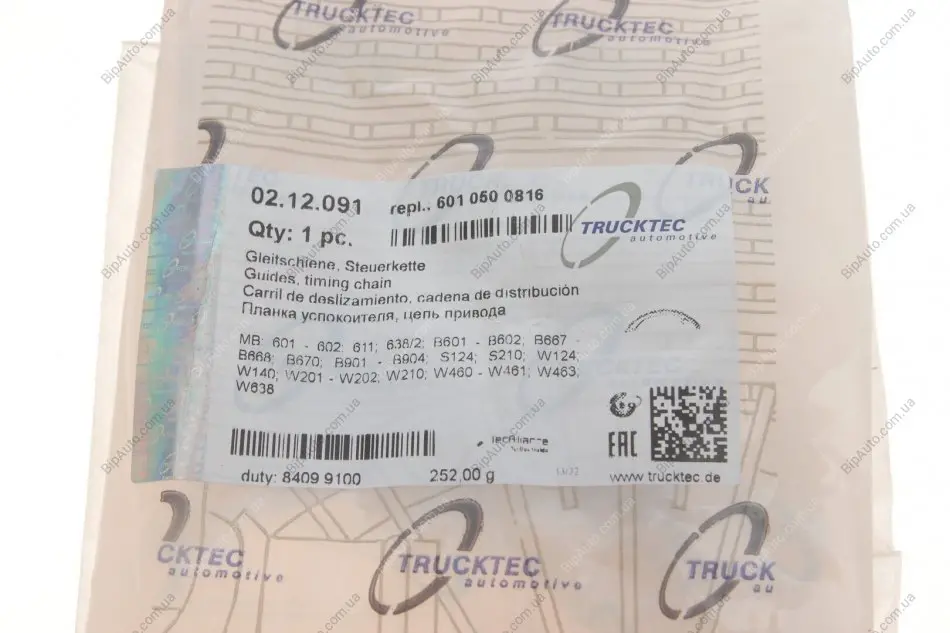 TRUCKTEC
automotive
TRUCKTEC
automotive
02.12.091
repl.. 601 050 0816
Qty: 1 pc.
TRUCKTEC
automotive
Gleitschiene, Steuerkette
Guides, timing chain
Carril de deslizamiento, cadena de distribución
Планка успокоителя, цепь привода
MB: 601 - 602; 611; 638/2; B601 - B602; B667 -
B668; B670; B901 - B904; S124; S210; W124;
W140; W201 - W202; W210; W460 - W461; W463;
W638
EAC
duty: 8409 9100
252,00 g
www.trucktec.de
CKTEC
automotive
TRUCKTEC
automotive
TRUCK
au
BipAuto.com.ua